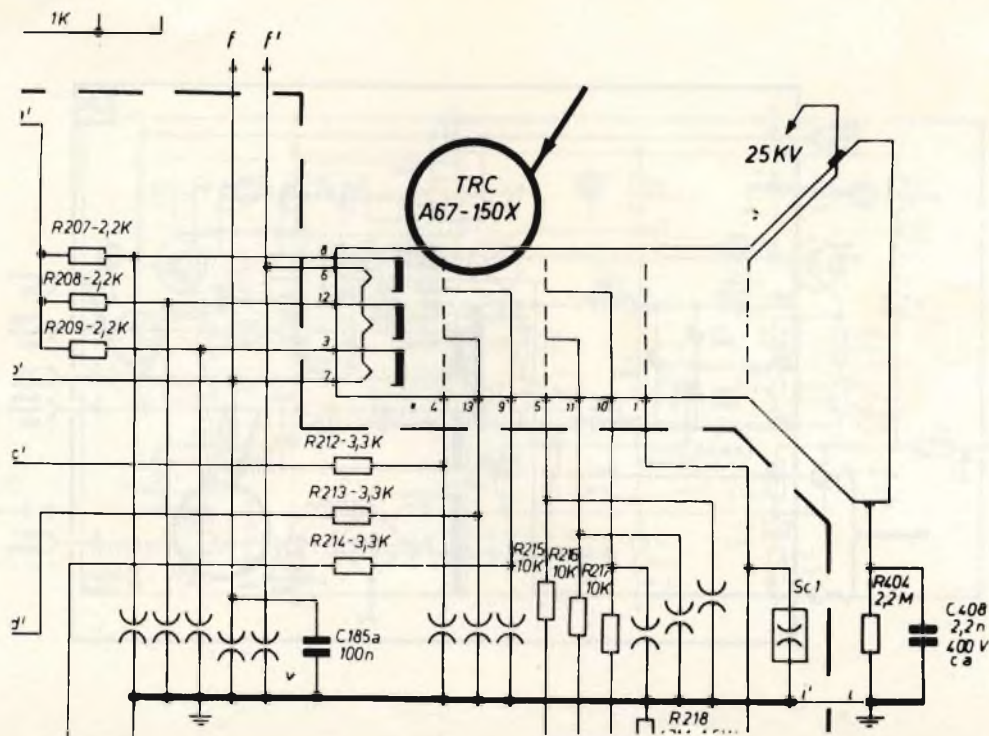 1K
f f'
25KV
TRC
A67-150X
R207-2,2K
R208-2,2K
R209-2,2K
8
6
12
3
7
4 13 9 5 11 10 1
c'
R212-3,3K
R213-3,3K
R214-3,3K
R215
10K
R216
10K
R217
10K
Sc1
R404
2,2M
C408
2,2n
400V
ca
d'
C185a
100n
v
i' i
R218